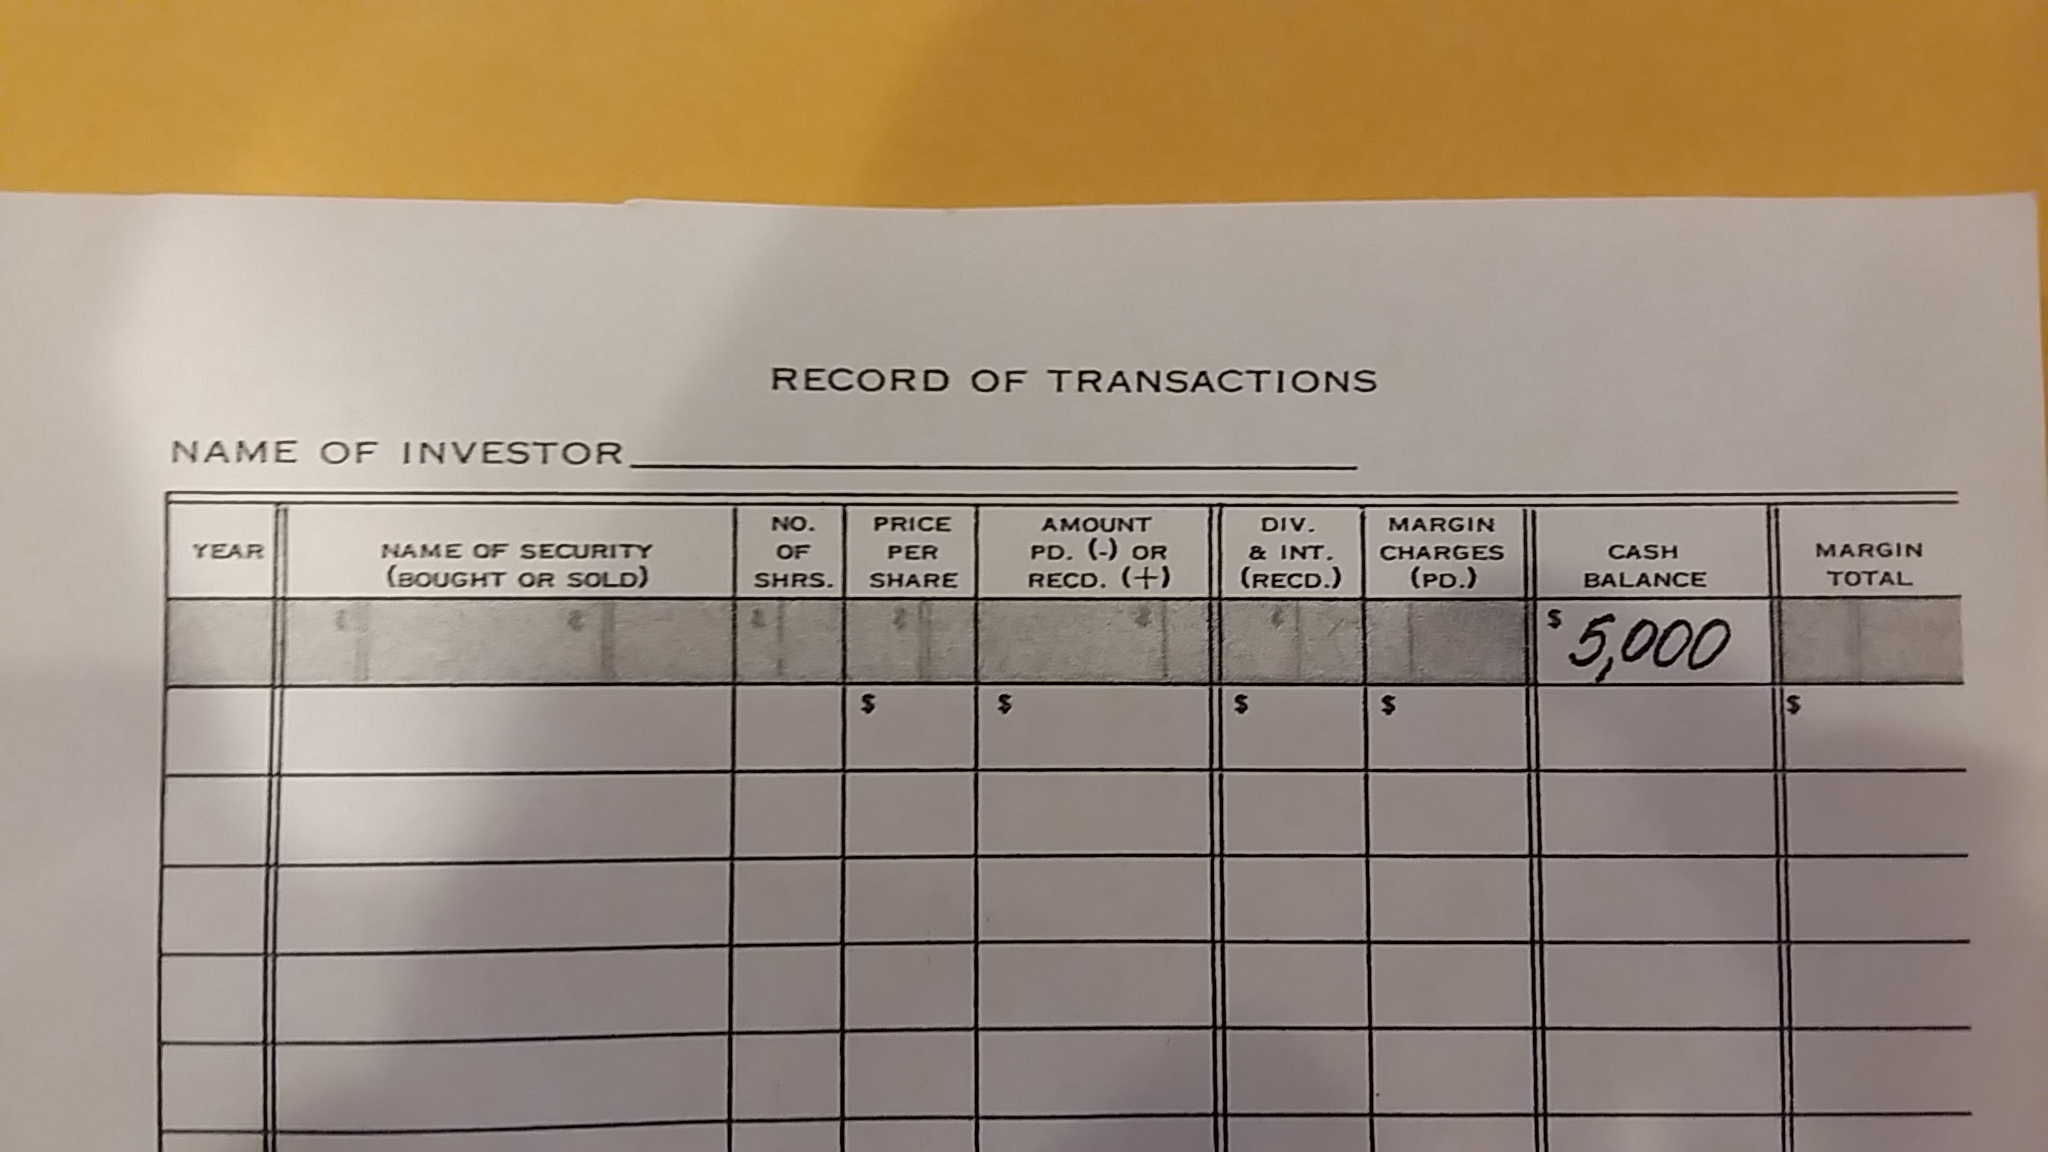 RECORD OF TRANSACTIONS
NAME OF INVESTOR
YEAR
NAME OF SECURITY
(BOUGHT OR SOLD)
NO.
OF
SHRS.
PRICE
PER
SHARE
AMOUNT
PD. (-) OR
RECD. (+)
DIV.
& INT.
(RECD.)
MARGIN
CHARGES
(PD.)
CASH
BALANCE
MARGIN
TOTAL
$ 5,000
$ $ $ $ $